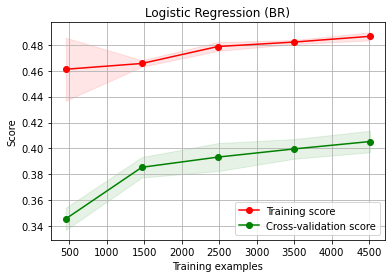 Logistic Regression (BR)
0.48
0.46
0.44
0.42
0.40
0.38
0.36
0.34
Score
500 1000 1500 2000 2500 3000 3500 4000 4500
Training examples
Training score
Cross-validation score